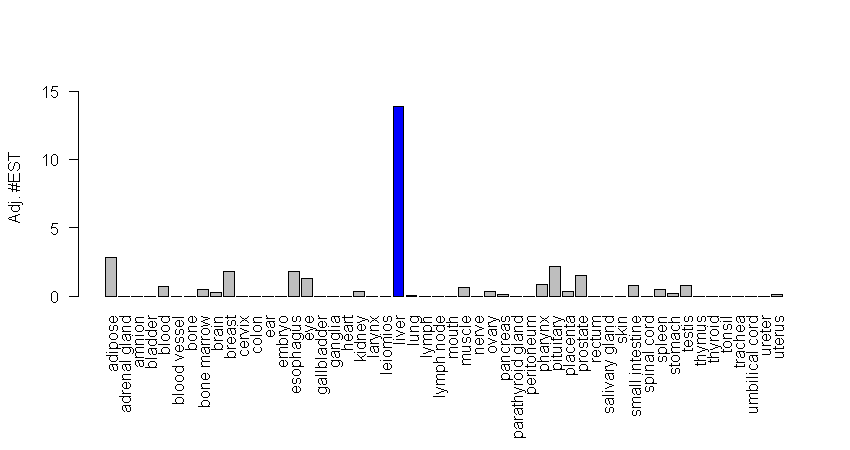 Adj. #EST
15
10
5
0
adipose
adrenal gland
amnion
bladder
blood
blood vessel
bone
bone marrow
brain
breast
cervix
colon
ear
embryo
esophagus
eye
gallbladder
ganglia
heart
kidney
larynx
leiomios
liver
lung
lymph
lymph node
mouth
muscle
nerve
ovary
pancreas
parathyroid gland
peritoneum
pharynx
pituitary
placenta
prostate
rectum
salivary gland
skin
small intestine
spinal cord
spleen
stomach
testis
thymus
thyroid
tonsil
trachea
umbilical cord
ureter
uterus